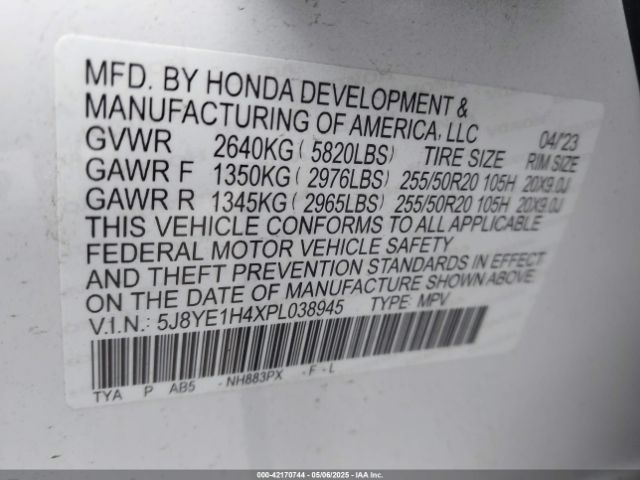 MFD. BY HONDA DEVELOPMENT &
MANUFACTURING OF AMERICA, LLC 04/'23
GVWR 2640KG ( 5820LBS) TIRE SIZE RIM SIZE
GAWR F 1350KG ( 2976LBS) 255/50R20 105H 20X9.0J
GAWR R 1345KG ( 2965LBS) 255/50R20 105H 20X9.0J
THIS VEHICLE CONFORMS TO ALL APPLICABLE
FEDERAL MOTOR VEHICLE SAFETY
AND THEFT PREVENTION STANDARDS IN EFFECT
ON THE DATE OF MANUFACTURE SHOWN ABOVE.
V.I.N.: 5J8YE1H4XPL038945 TYPE: MPV
TYA P AB5 -NH883PX -F-L
000-42170744 - 05/06/2025 - IAAI Inc.